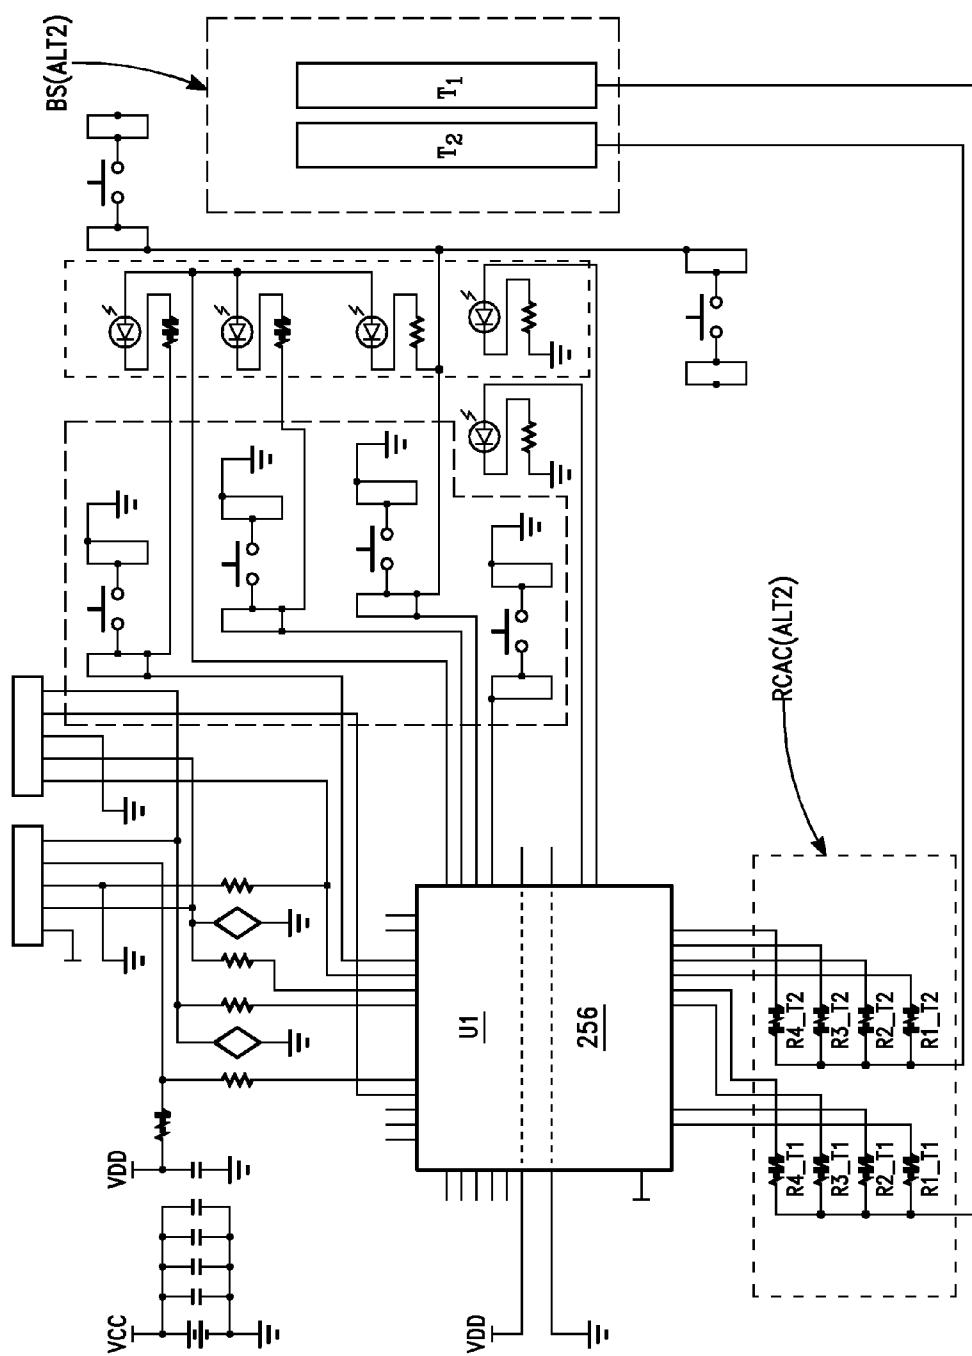 BS(ALT2)
T1
T2
RCAC(ALT2)
U1
256
R4_T2
R3_T2
R2_T2
R1_T2
R4_T1
R3_T1
R2_T1
R1_T1
VDD
VCC
VDD